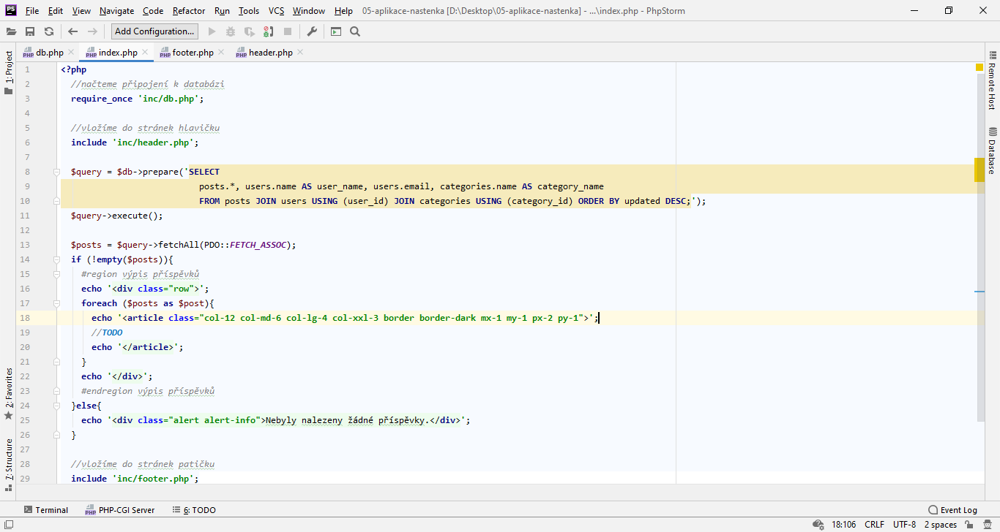 PS File Edit View Navigate Code Refactor Run Tools VCS Window Help 05-aplikace-nastenka [D:\Desktop\05-aplikace-nastenka] - ...\index.php - PhpStorm
Add Configuration...
PHP db.php PHP index.php PHP footer.php PHP header.php
1: Project
2: Favorites
7: Structure
Remote Host
Database
1 <?php
2 //načteme připojení k databázi
3 require_once 'inc/db.php';
4
5 //vložíme do stránek hlavičku
6 include 'inc/header.php';
7
8 $query = $db->prepare('SELECT
9 posts.*, users.name AS user_name, users.email, categories.name AS category_name
10 FROM posts JOIN users USING (user_id) JOIN categories USING (category_id) ORDER BY updated DESC;');
11 $query->execute();
12
13 $posts = $query->fetchAll(PDO::FETCH_ASSOC);
14 if (!empty($posts)){
15 #region výpis příspěvků
16 echo '<div class="row">';
17 foreach ($posts as $post){
18 echo '<article class="col-12 col-md-6 col-lg-4 col-xxl-3 border border-dark mx-1 my-1 px-2 py-1">';
19 //TODO
20 echo '</article>';
21 }
22 echo '</div>';
23 #endregion výpis příspěvků
24 }else{
25 echo '<div class="alert alert-info">Nebyly nalezeny žádné příspěvky.</div>';
26 }
27
28 //vložíme do stránek patičku
29 include 'inc/footer.php';
Terminal PHP PHP-CGI Server 6: TODO Event Log
18:106 CRLF UTF-8 2 spaces